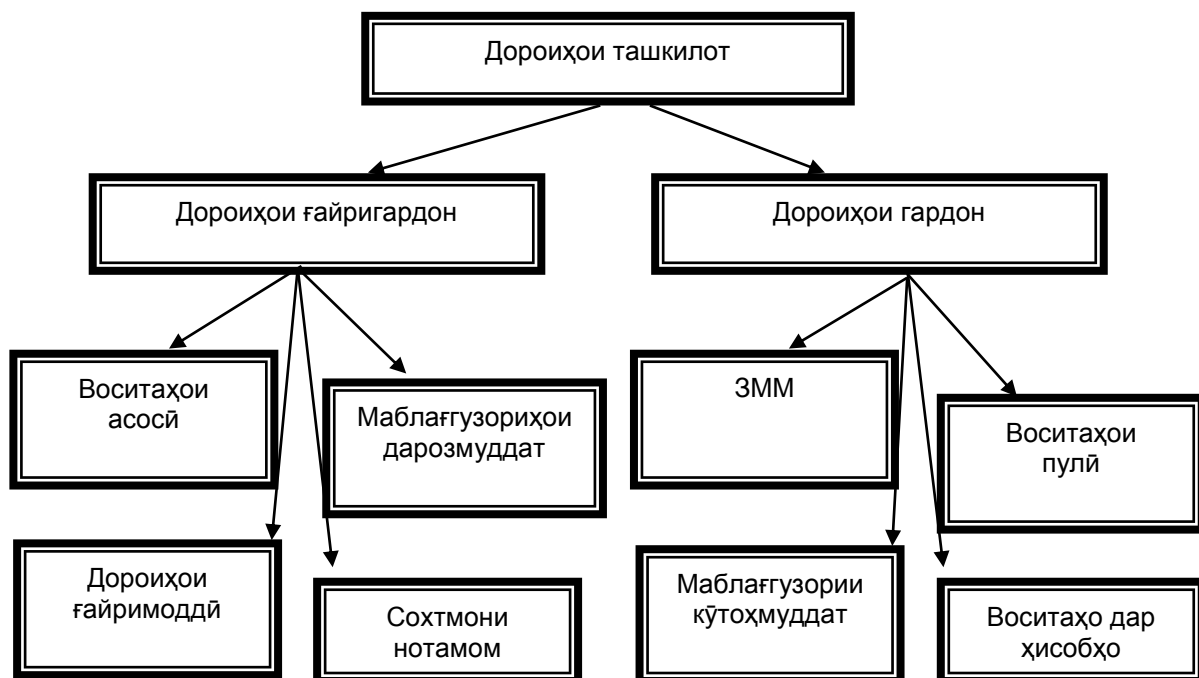 Дороиҳои ташкилот
Дороиҳои ғайригардон
Дороиҳои гардон
Воситаҳои
асосӣ
Маблағгузориҳои
дарозмуддат
ЗММ
Воситаҳои
пулӣ
Дороиҳои
ғайримоддӣ
Сохтмони
нотамом
Маблағгузории
кӯтоҳмуддат
Воситаҳо дар
ҳисобҳо